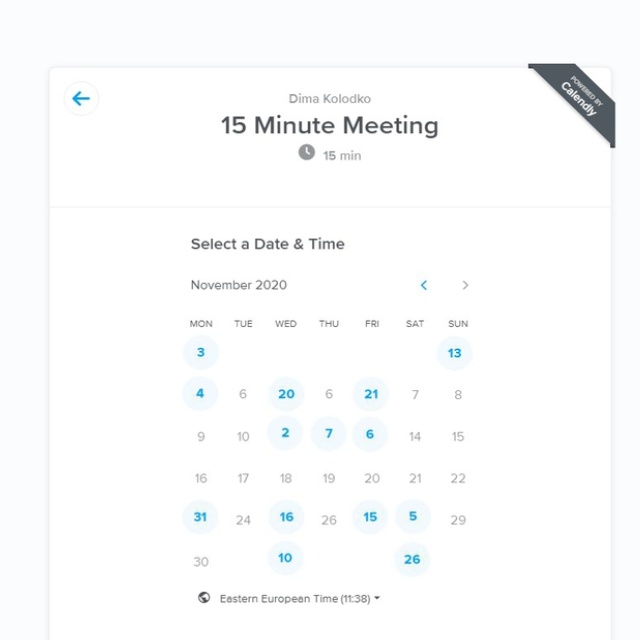 POWERED BY
Calendly
Dima Kolodko
15 Minute Meeting
15 min
Select a Date & Time
November 2020
MON TUE WED THU FRI SAT SUN
3 13
4 6 20 6 21 7 8
9 10 2 7 6 14 15
16 17 18 19 20 21 22
31 24 16 26 15 5 29
30 10 26
Eastern European Time (11:38)